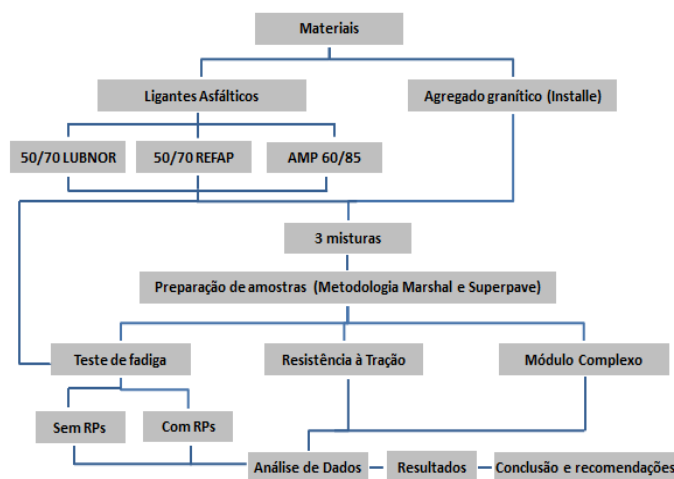 Materiais
Ligantes Asfálticos
Agregado granítico (Installe)
50/70 LUBNOR
50/70 REFAP
AMP 60/85
3 misturas
Preparação de amostras (Metodologia Marshal e Superpave)
Teste de fadiga
Resistência à Tração
Módulo Complexo
Sem RPs
Com RPs
Análise de Dados
Resultados
Conclusão e recomendações